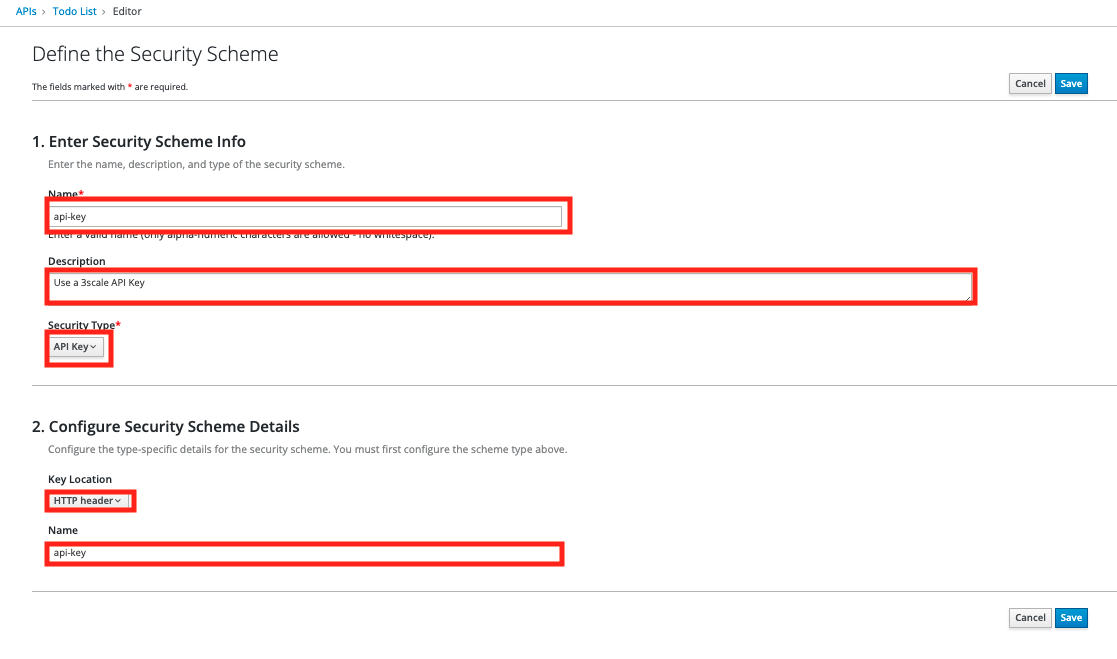 APIs > Todo List > Editor
Define the Security Scheme
The fields marked with * are required.
Cancel Save
1. Enter Security Scheme Info
Enter the name, description, and type of the security scheme.
Name*
api-key
Enter a valid name (only alpha-numeric characters are allowed - no whitespace).
Description
Use a 3scale API Key
Security Type*
API Key
2. Configure Security Scheme Details
Configure the type-specific details for the security scheme. You must first configure the scheme type above.
Key Location
HTTP header
Name
api-key
Cancel Save